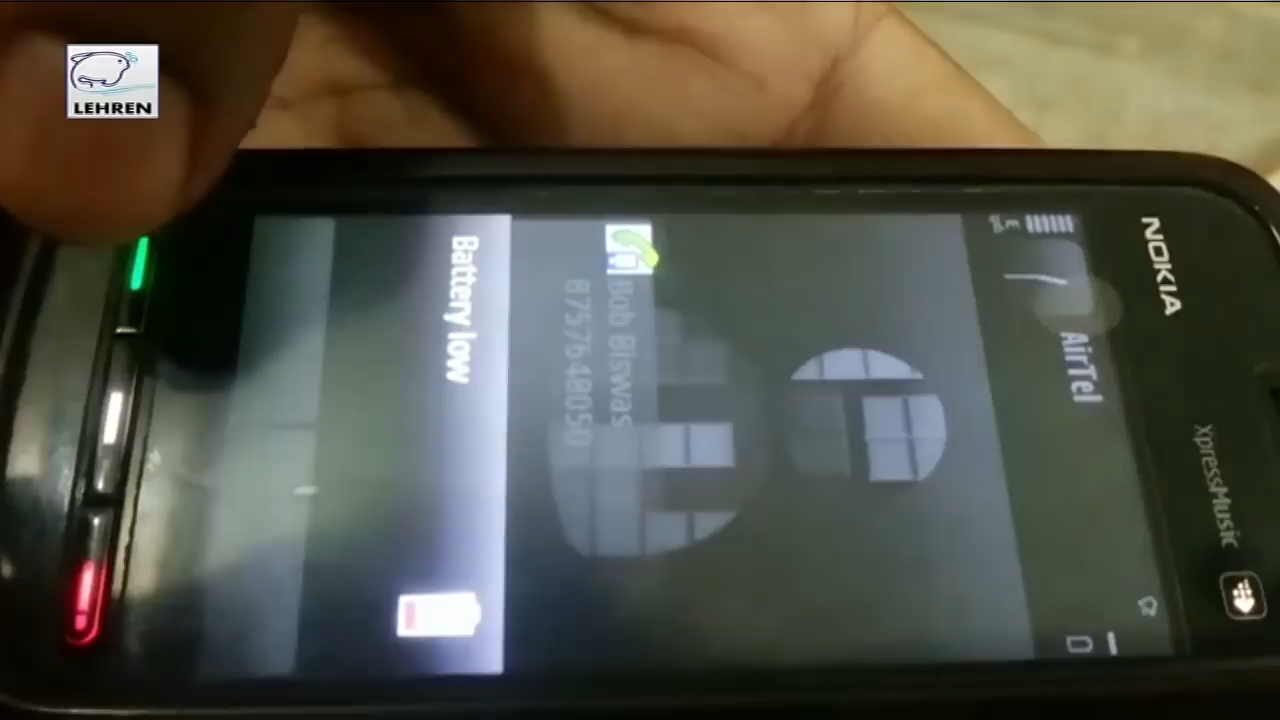 LEHREN
NOKIA
XpressMusic
AirTel
Bob Biswas
8757648050
Battery low